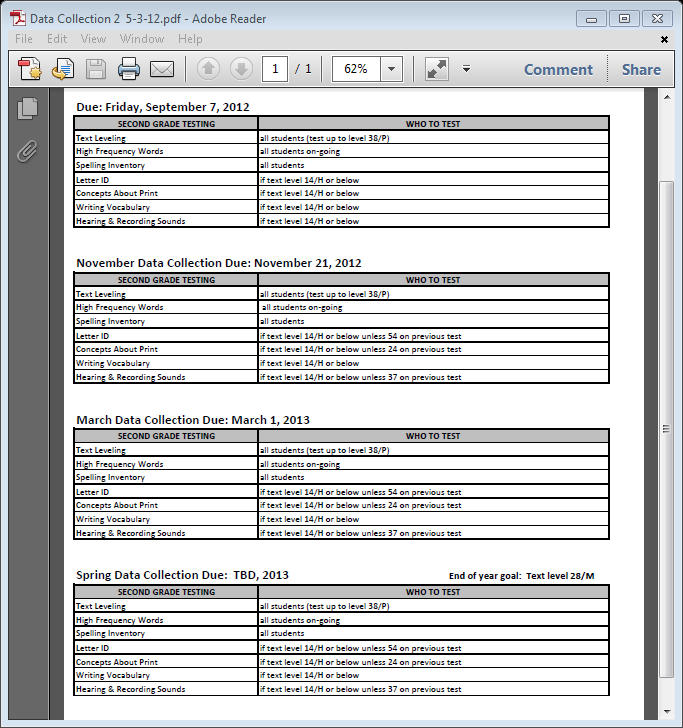 Data Collection 2 5-3-12.pdf - Adobe Reader
File Edit View Window Help
1 / 1 62% Comment Share
Due: Friday, September 7, 2012
SECOND GRADE TESTING WHO TO TEST
Text Leveling all students (test up to level 38/P)
High Frequency Words all students on-going
Spelling Inventory all students
Letter ID if text level 14/H or below
Concepts About Print if text level 14/H or below
Writing Vocabulary if text level 14/H or below
Hearing & Recording Sounds if text level 14/H or below
November Data Collection Due: November 21, 2012
SECOND GRADE TESTING WHO TO TEST
Text Leveling all students (test up to level 38/P)
High Frequency Words all students on-going
Spelling Inventory all students
Letter ID if text level 14/H or below unless 54 on previous test
Concepts About Print if text level 14/H or below unless 24 on previous test
Writing Vocabulary if text level 14/H or below
Hearing & Recording Sounds if text level 14/H or below unless 37 on previous test
March Data Collection Due: March 1, 2013
SECOND GRADE TESTING WHO TO TEST
Text Leveling all students (test up to level 38/P)
High Frequency Words all students on-going
Spelling Inventory all students
Letter ID if text level 14/H or below unless 54 on previous test
Concepts About Print if text level 14/H or below unless 24 on previous test
Writing Vocabulary if text level 14/H or below
Hearing & Recording Sounds if text level 14/H or below unless 37 on previous test
Spring Data Collection Due: TBD, 2013 End of year goal: Text level 28/M
SECOND GRADE TESTING WHO TO TEST
Text Leveling all students (test up to level 38/P)
High Frequency Words all students on-going
Spelling Inventory all students
Letter ID if text level 14/H or below unless 54 on previous test
Concepts About Print if text level 14/H or below unless 24 on previous test
Writing Vocabulary if text level 14/H or below
Hearing & Recording Sounds if text level 14/H or below unless 37 on previous test